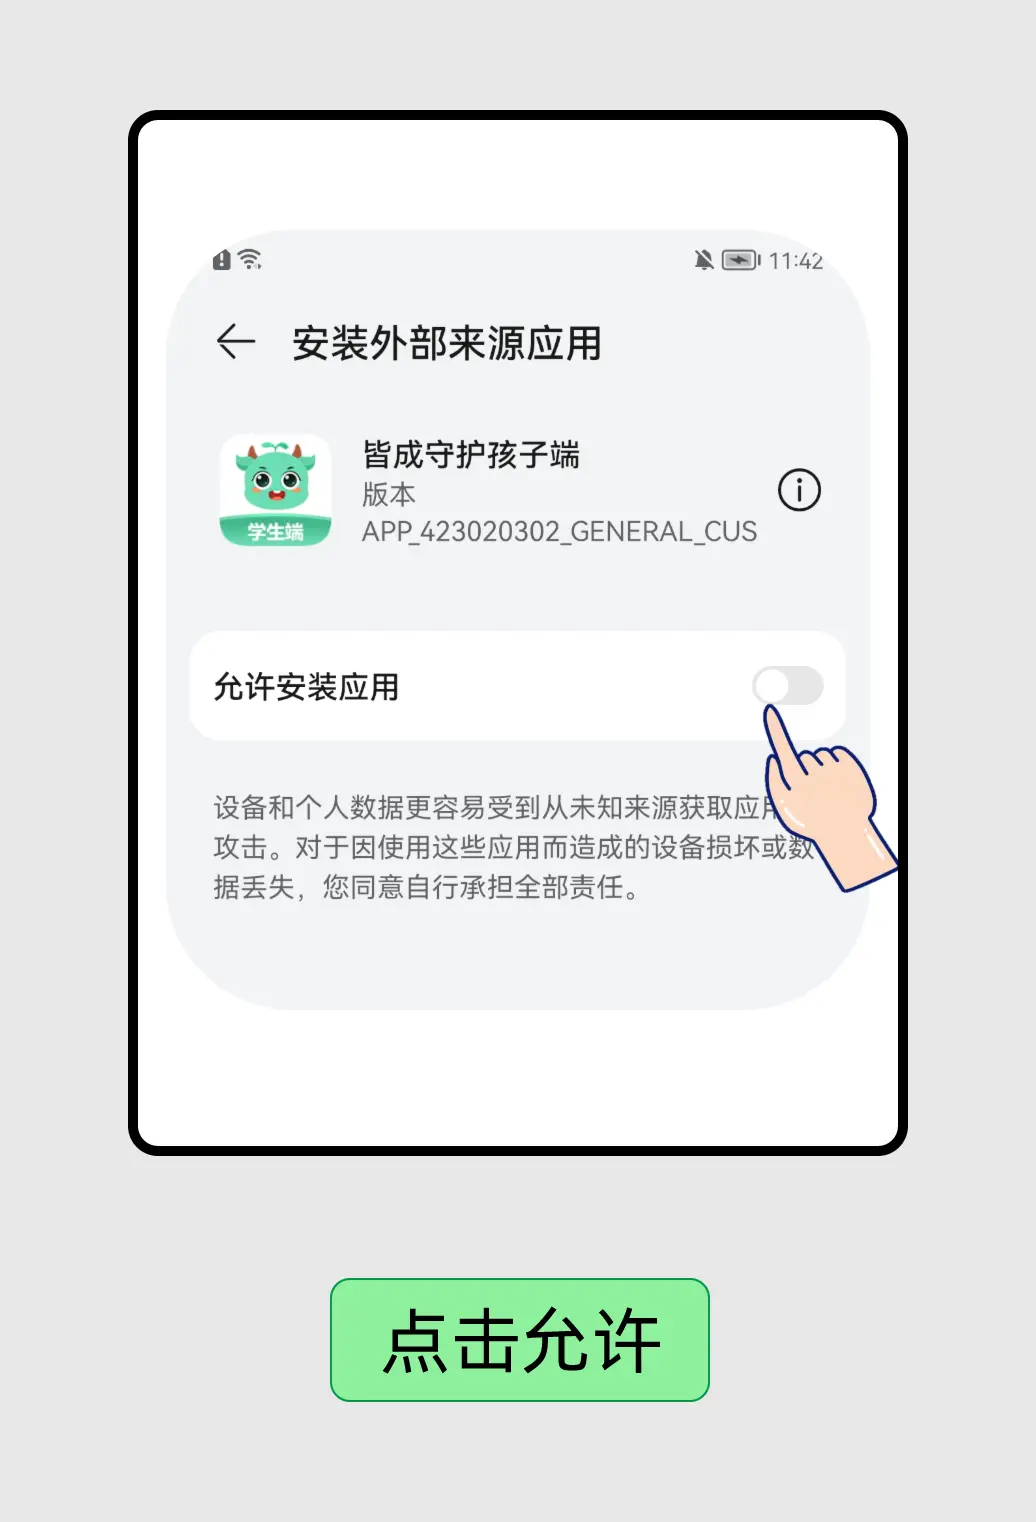 11:42
安装外部来源应用
皆成守护孩子端
版本
APP_423020302_GENERAL_CUS
学生端
允许安装应用
设备和个人数据更容易受到从未知来源获取应
攻击。对于因使用这些应用而造成的设备损坏或数
据丢失，您同意自行承担全部责任。
点击允许